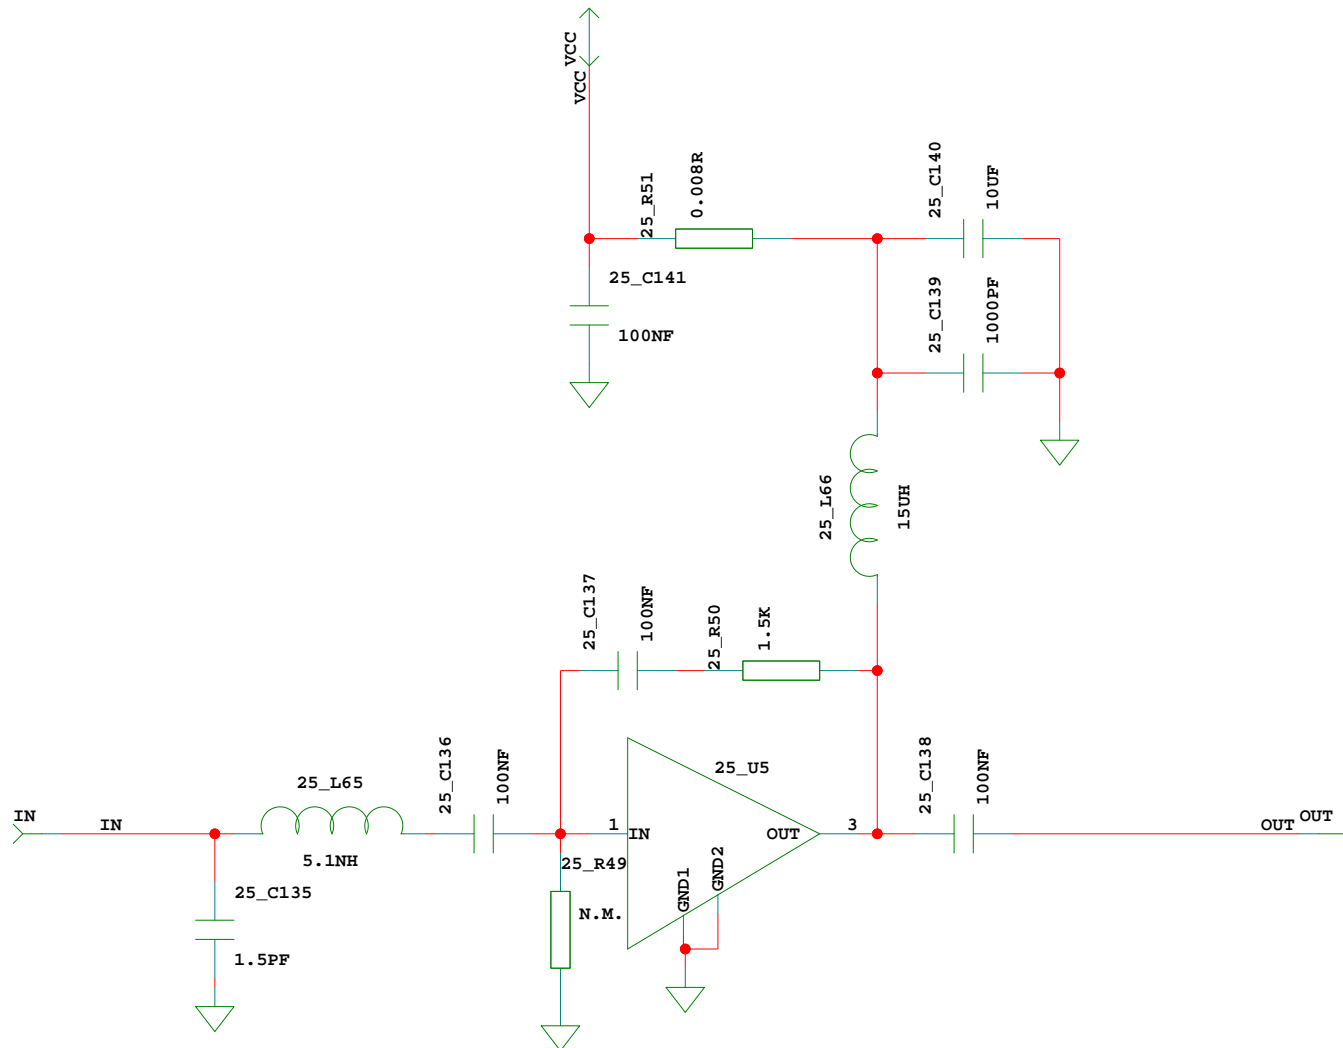 VCC
VCC
25_R51
0.008R
25_C140
10UF
25_C141
100NF
25_C139
1000PF
25_L66
15UH
25_C137
100NF
25_R50
1.5K
25_C136
100NF
25_U5
25_C138
100NF
25_L65
IN
IN
5.1NH
1
IN
OUT
3
OUT
OUT
25_R49
N.M.
GND1
GND2
25_C135
1.5PF